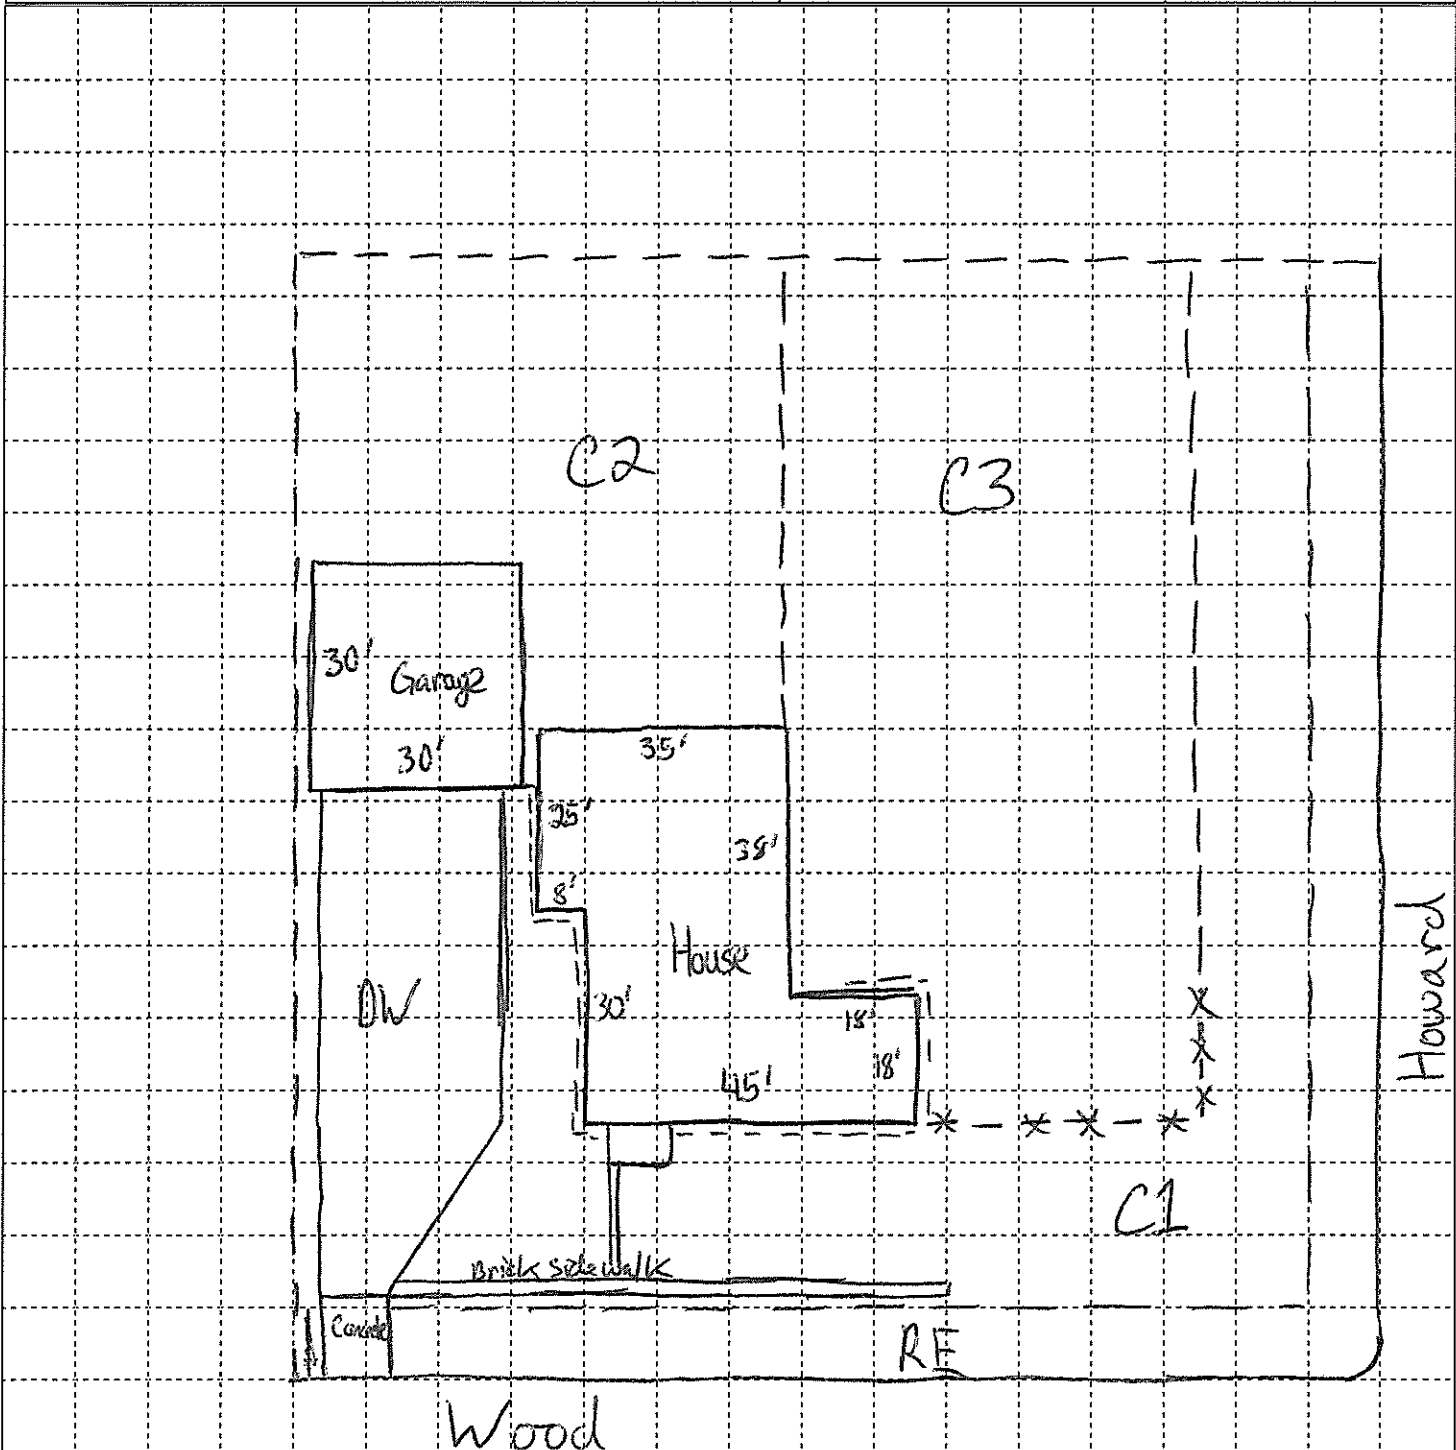 C2
C3
30'
Garage
30'
35'
25'
38'
8'
House
DW
30'
18'
18'
45'
Howard
C1
Brick sidewalk
Concrete
RE
Wood